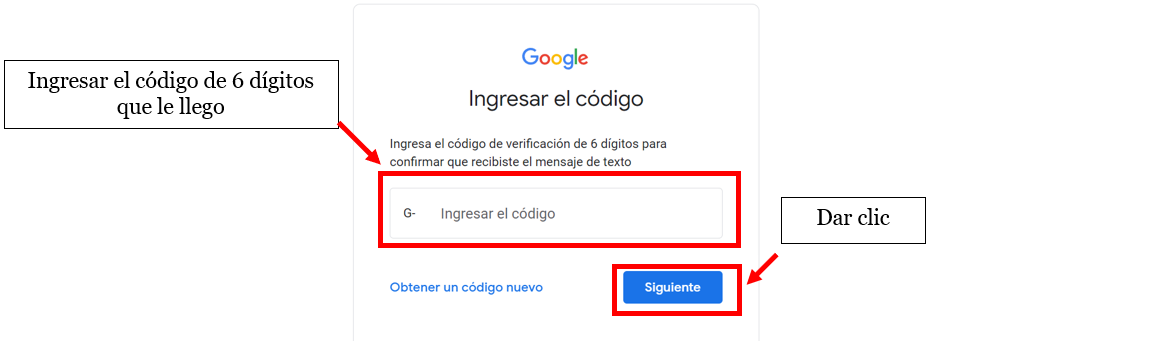 Google
Ingresar el código
Ingresar el código de 6 dígitos
que le llego
Ingresa el código de verificación de 6 dígitos para
confirmar que recibiste el mensaje de texto
G- Ingresar el código
Dar clic
Obtener un código nuevo
Siguiente